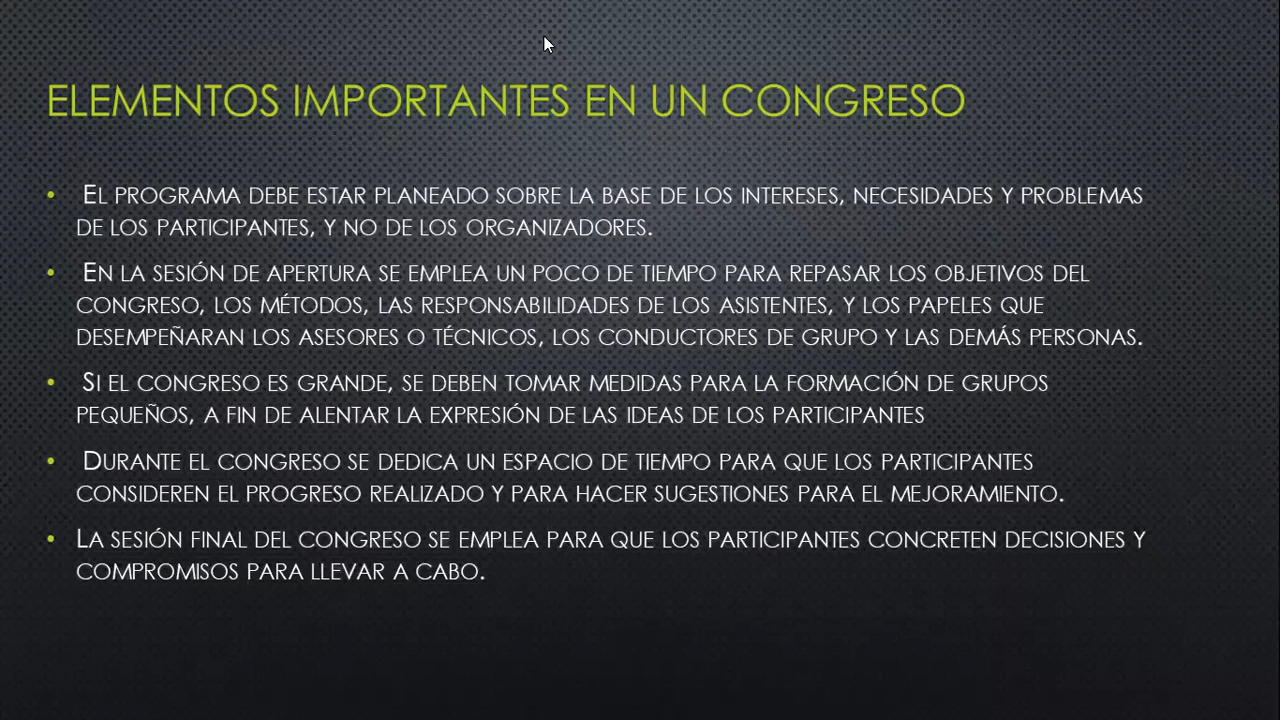 ELEMENTOS IMPORTANTES EN UN CONGRESO
• EL PROGRAMA DEBE ESTAR PLANEADO SOBRE LA BASE DE LOS INTERESES, NECESIDADES Y PROBLEMAS
DE LOS PARTICIPANTES, Y NO DE LOS ORGANIZADORES.
• EN LA SESIÓN DE APERTURA SE EMPLEA UN POCO DE TIEMPO PARA REPASAR LOS OBJETIVOS DEL
CONGRESO, LOS MÉTODOS, LAS RESPONSABILIDADES DE LOS ASISTENTES, Y LOS PAPELES QUE
DESEMPEÑARAN LOS ASESORES O TÉCNICOS, LOS CONDUCTORES DE GRUPO Y LAS DEMÁS PERSONAS.
• SI EL CONGRESO ES GRANDE, SE DEBEN TOMAR MEDIDAS PARA LA FORMACIÓN DE GRUPOS
PEQUEÑOS, A FIN DE ALENTAR LA EXPRESIÓN DE LAS IDEAS DE LOS PARTICIPANTES
• DURANTE EL CONGRESO SE DEDICA UN ESPACIO DE TIEMPO PARA QUE LOS PARTICIPANTES
CONSIDEREN EL PROGRESO REALIZADO Y PARA HACER SUGESTIONES PARA EL MEJORAMIENTO.
• LA SESIÓN FINAL DEL CONGRESO SE EMPLEA PARA QUE LOS PARTICIPANTES CONCRETEN DECISIONES Y
COMPROMISOS PARA LLEVAR A CABO.